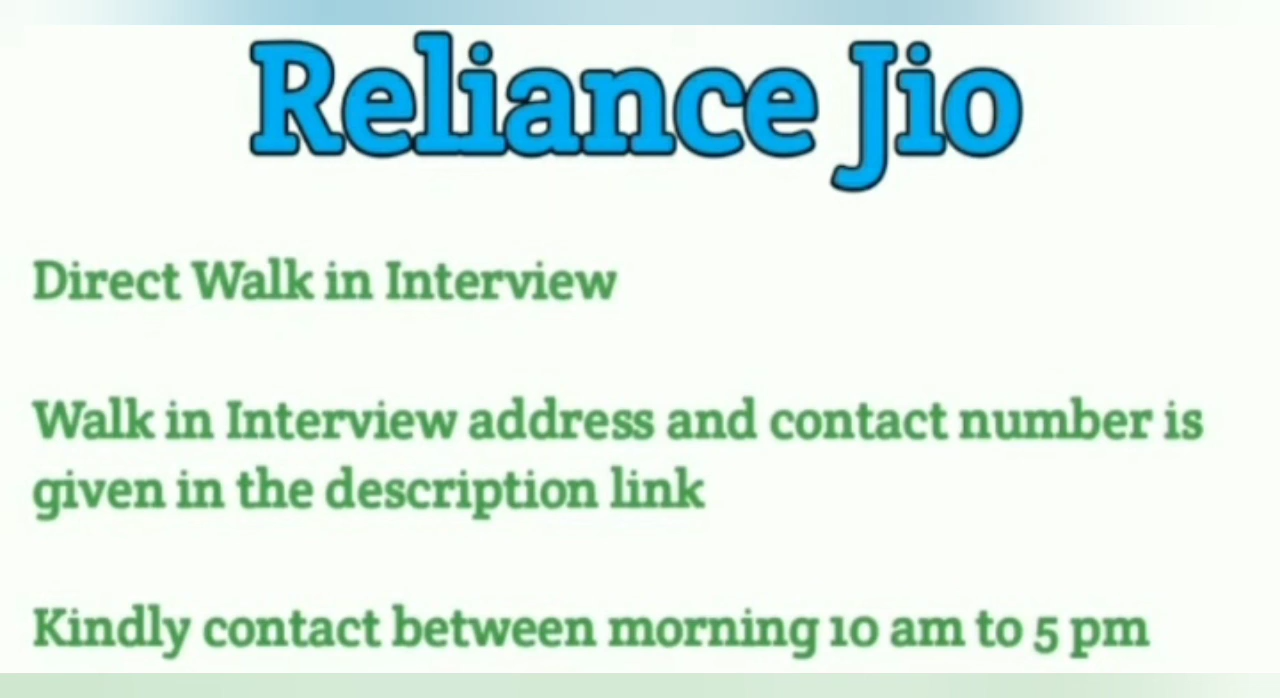 Reliance Jio
Direct Walk in Interview
Walk in Interview address and contact number is
given in the description link
Kindly contact between morning 10 am to 5 pm